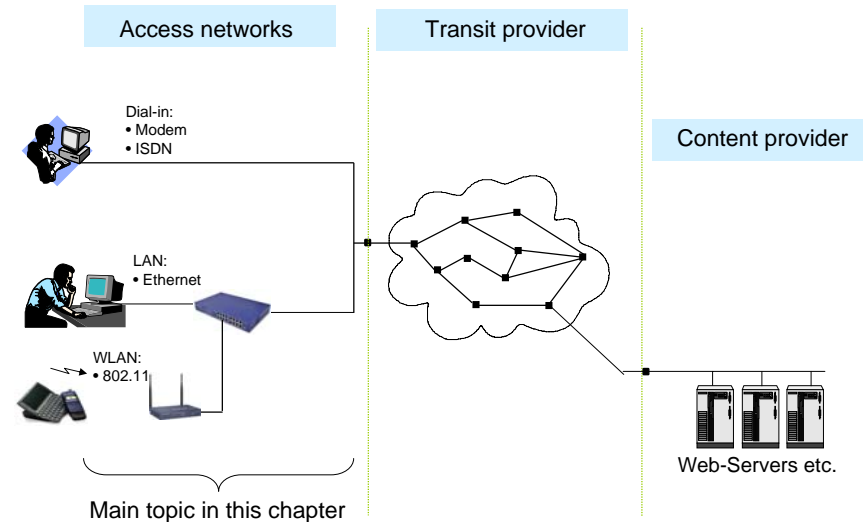 Access networks
Transit provider
Content provider
Dial-in:
• Modem
• ISDN
LAN:
• Ethernet
WLAN:
• 802.11
Web-Servers etc.
Main topic in this chapter